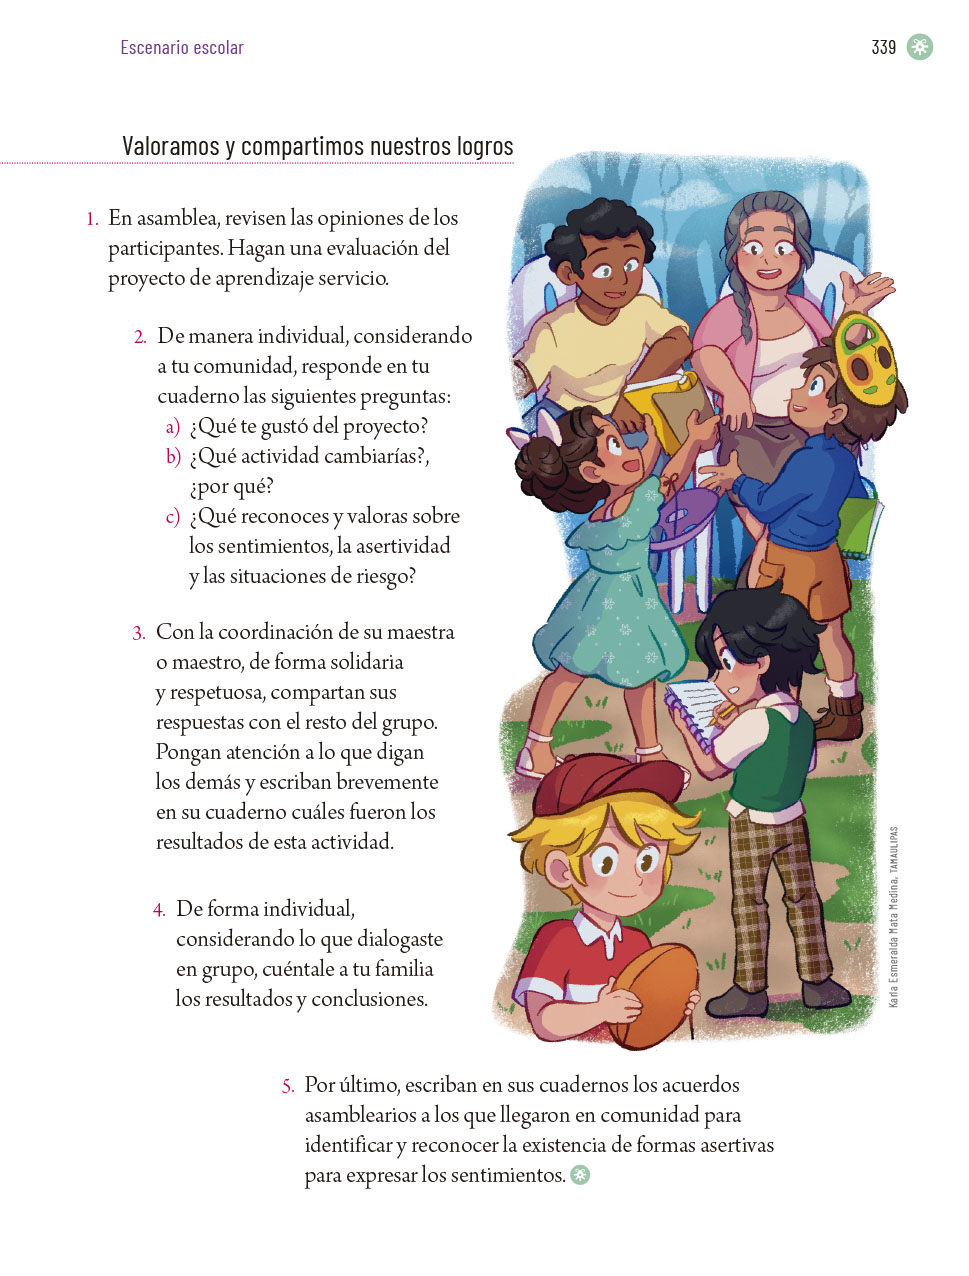 Escenario escolar
339
Valoramos y compartimos nuestros logros
1. En asamblea, revisen las opiniones de los
participantes. Hagan una evaluación del
proyecto de aprendizaje servicio.
2. De manera individual, considerando
a tu comunidad, responde en tu
cuaderno las siguientes preguntas:
a) ¿Qué te gustó del proyecto?
b) ¿Qué actividad cambiarías?,
¿por qué?
c) ¿Qué reconoces y valoras sobre
los sentimientos, la asertividad
y las situaciones de riesgo?
3. Con la coordinación de su maestra
o maestro, de forma solidaria
y respetuosa, compartan sus
respuestas con el resto del grupo.
Pongan atención a lo que digan
los demás y escriban brevemente
en su cuaderno cuáles fueron los
resultados de esta actividad.
4. De forma individual,
considerando lo que dialogaste
en grupo, cuéntale a tu familia
los resultados y conclusiones.
Karla Esmeralda Mata Medina, TAMAULIPAS
5. Por último, escriban en sus cuadernos los acuerdos
asamblearios a los que llegaron en comunidad para
identificar y reconocer la existencia de formas asertivas
para expresar los sentimientos.